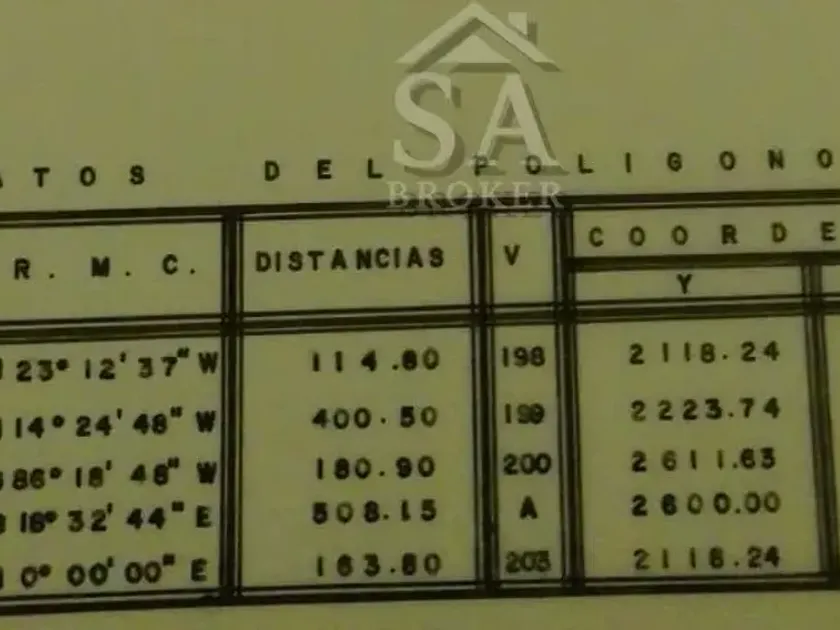 SA
BROKER
ATOS DEL POLIGONO
R. M. C. DISTANCIAS V COORDE
Y
23° 12' 37" W 114.80 198 2118.24
14° 24' 48" W 400.50 199 2223.74
86° 18' 48" W 180.90 200 2611.63
16° 32' 44" E 508.15 A 2600.00
0° 00' 00" E 163.80 203 2118.24